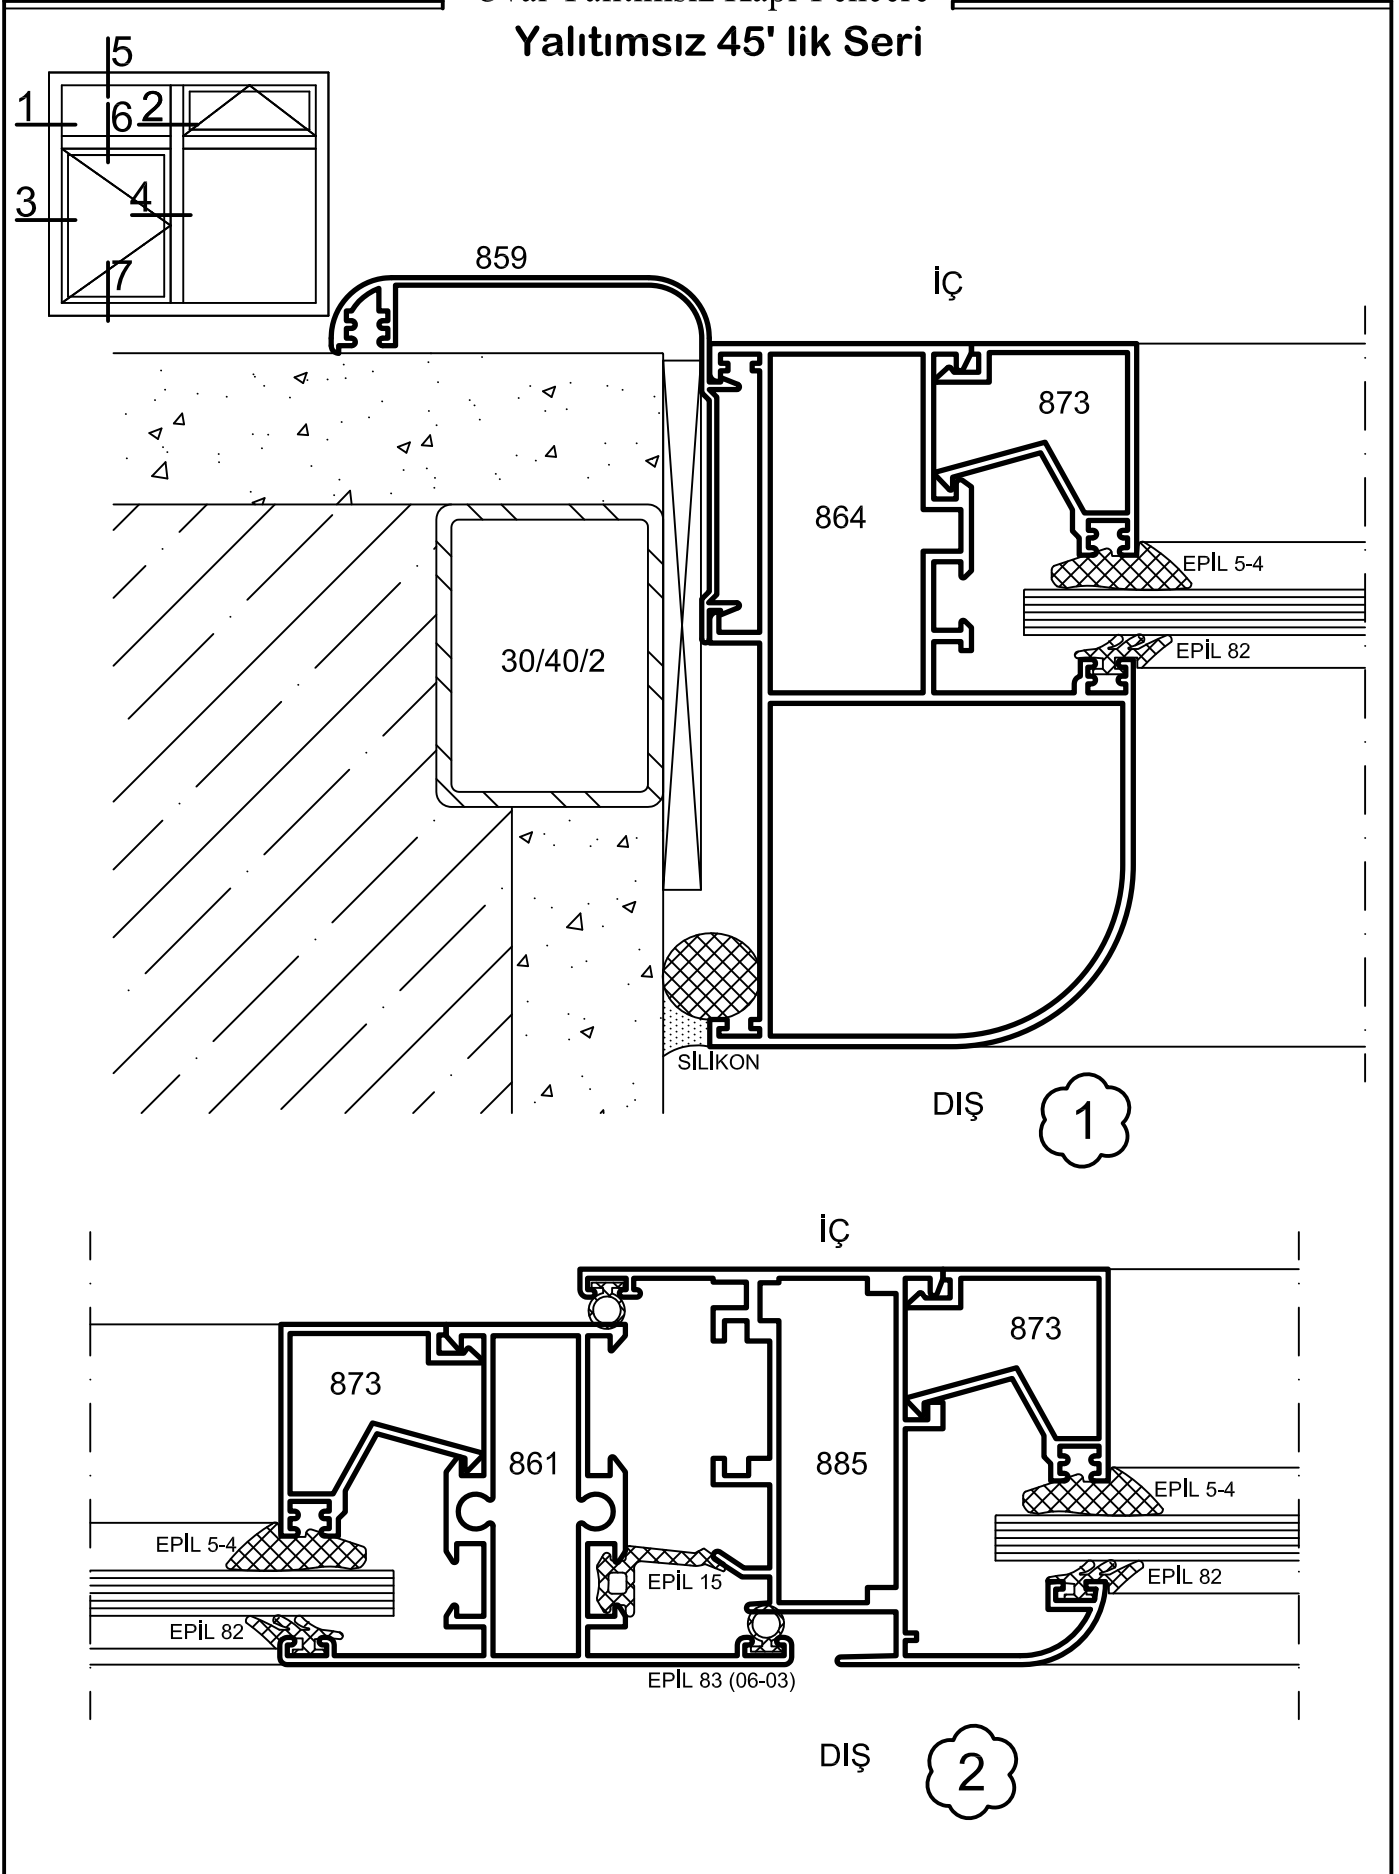 Yalıtımsız 45' lik Seri
5
1
6
2
3
4
7
859
İÇ
873
864
EPİL 5-4
30/40/2
EPİL 82
SİLİKON
DIŞ
1
İÇ
873
873
861
885
EPİL 5-4
EPİL 5-4
EPİL 15
EPİL 82
EPİL 82
EPİL 83 (06-03)
DIŞ
2